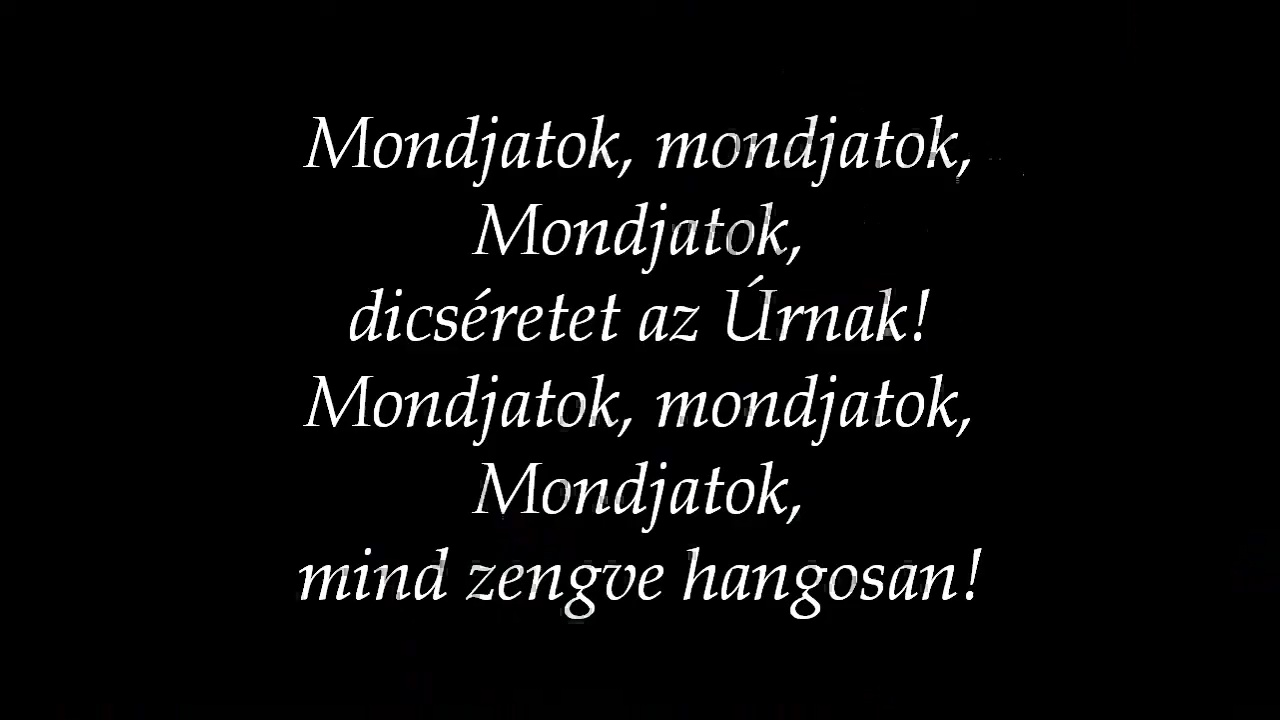 Mondjatok, mondjatok,
Mondjatok,
dicséretet az Úrnak!
Mondjatok, mondjatok,
Mondjatok,
mind zengve hangosan!